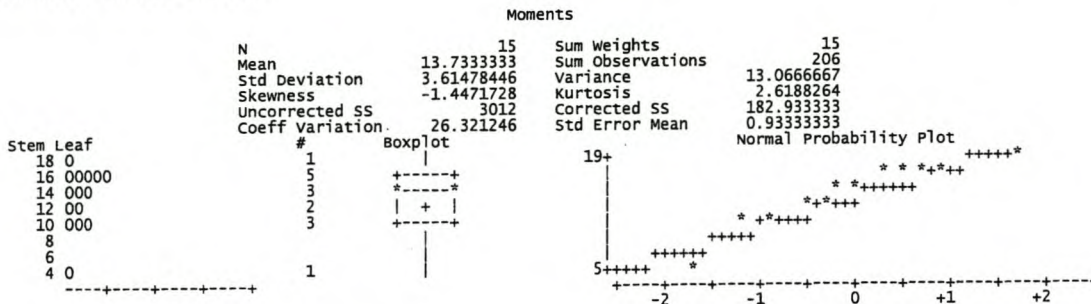 Moments
N 15 Sum Weights 15
Mean 13.7333333 Sum Observations 206
Std Deviation 3.61478446 Variance 13.0666667
Skewness -1.4471728 Kurtosis 2.6188264
Uncorrected SS 3012 Corrected SS 182.933333
Coeff Variation 26.321246 Std Error Mean 0.93333333
Stem Leaf # Boxplot Normal Probability Plot
18 0 1 | 19+ +++++*
16 00000 5 +-----+ | * * *+*++
14 000 3 *-----* | * *++++++
12 00 2 | + | | *+*+++
10 000 3 +-----+ | * +*++++
8 | | +++++
6 | | ++++++
4 0 1 | 5+++++ *
----+----+----+----+ +----+----+----+----+----+----+----+----+----+----+
-2 -1 0 +1 +2